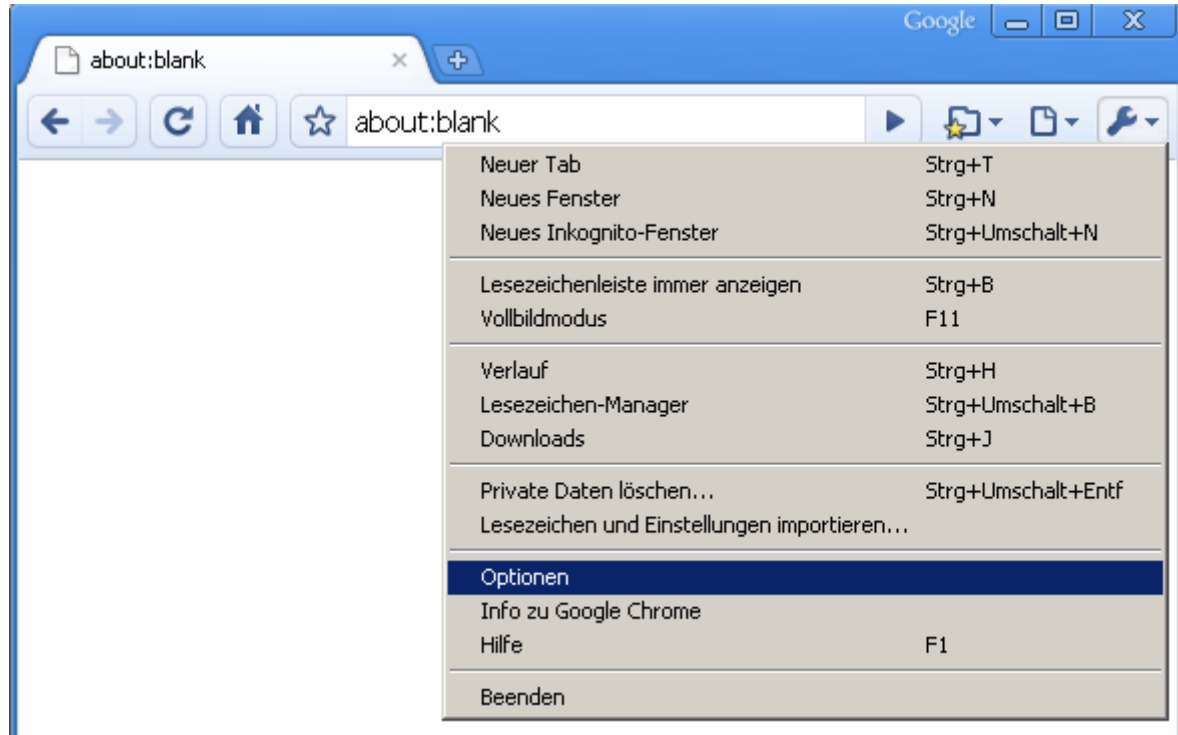 Google
about:blank
about:blank
Neuer Tab Strg+T
Neues Fenster Strg+N
Neues Inkognito-Fenster Strg+Umschalt+N
Lesezeichenleiste immer anzeigen Strg+B
Vollbildmodus F11
Verlauf Strg+H
Lesezeichen-Manager Strg+Umschalt+B
Downloads Strg+J
Private Daten löschen... Strg+Umschalt+Entf
Lesezeichen und Einstellungen importieren...
Optionen
Info zu Google Chrome
Hilfe F1
Beenden